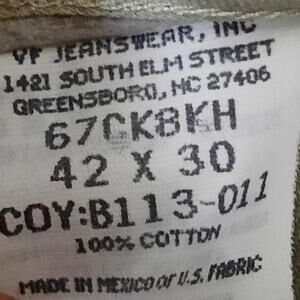 VF JEANSWEAR, INC
1421 SOUTH ELM STREET
GREENSBORO, NC 27406
67CKBKH
42 X 30
COY:B113-011
100% COTTON
MADE IN MEXICO OF U.S. FABRIC